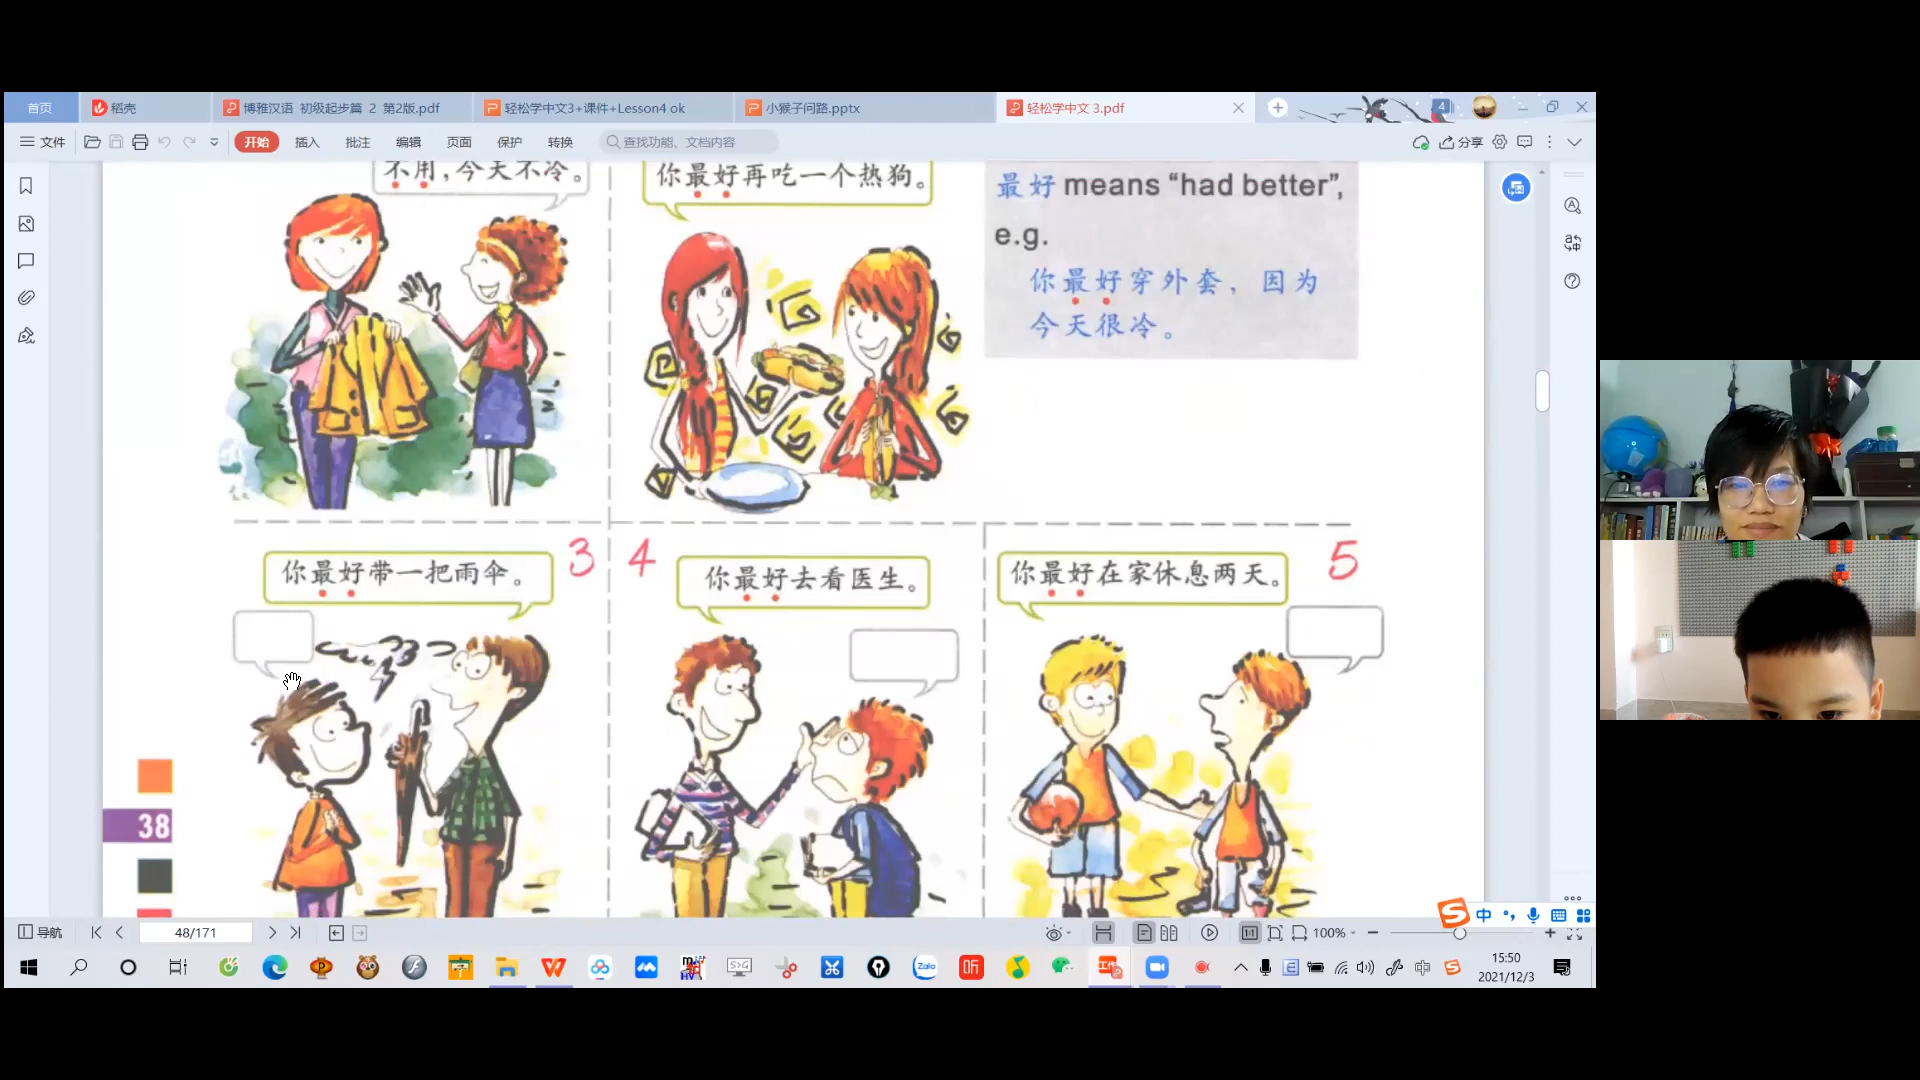 首页
稻壳
博雅汉语 初级起步篇 2 第2版.pdf
轻松学中文3+课件+Lesson4 ok
小猴子问路.pptx
轻松学中文 3.pdf
4
文件
开始
插入
批注
编辑
页面
保护
转换
查找功能、文档内容
分享
不用，今天不冷。
你最好再吃一个热狗。
最好 means “had better”,
e.g.
你最好穿外套，因为
今天很冷。
3
你最好带一把雨伞。
4
你最好去看医生。
5
你最好在家休息两天。
38
中
导航
48/171
100%
Zalo
听
中
15:50
2021/12/3